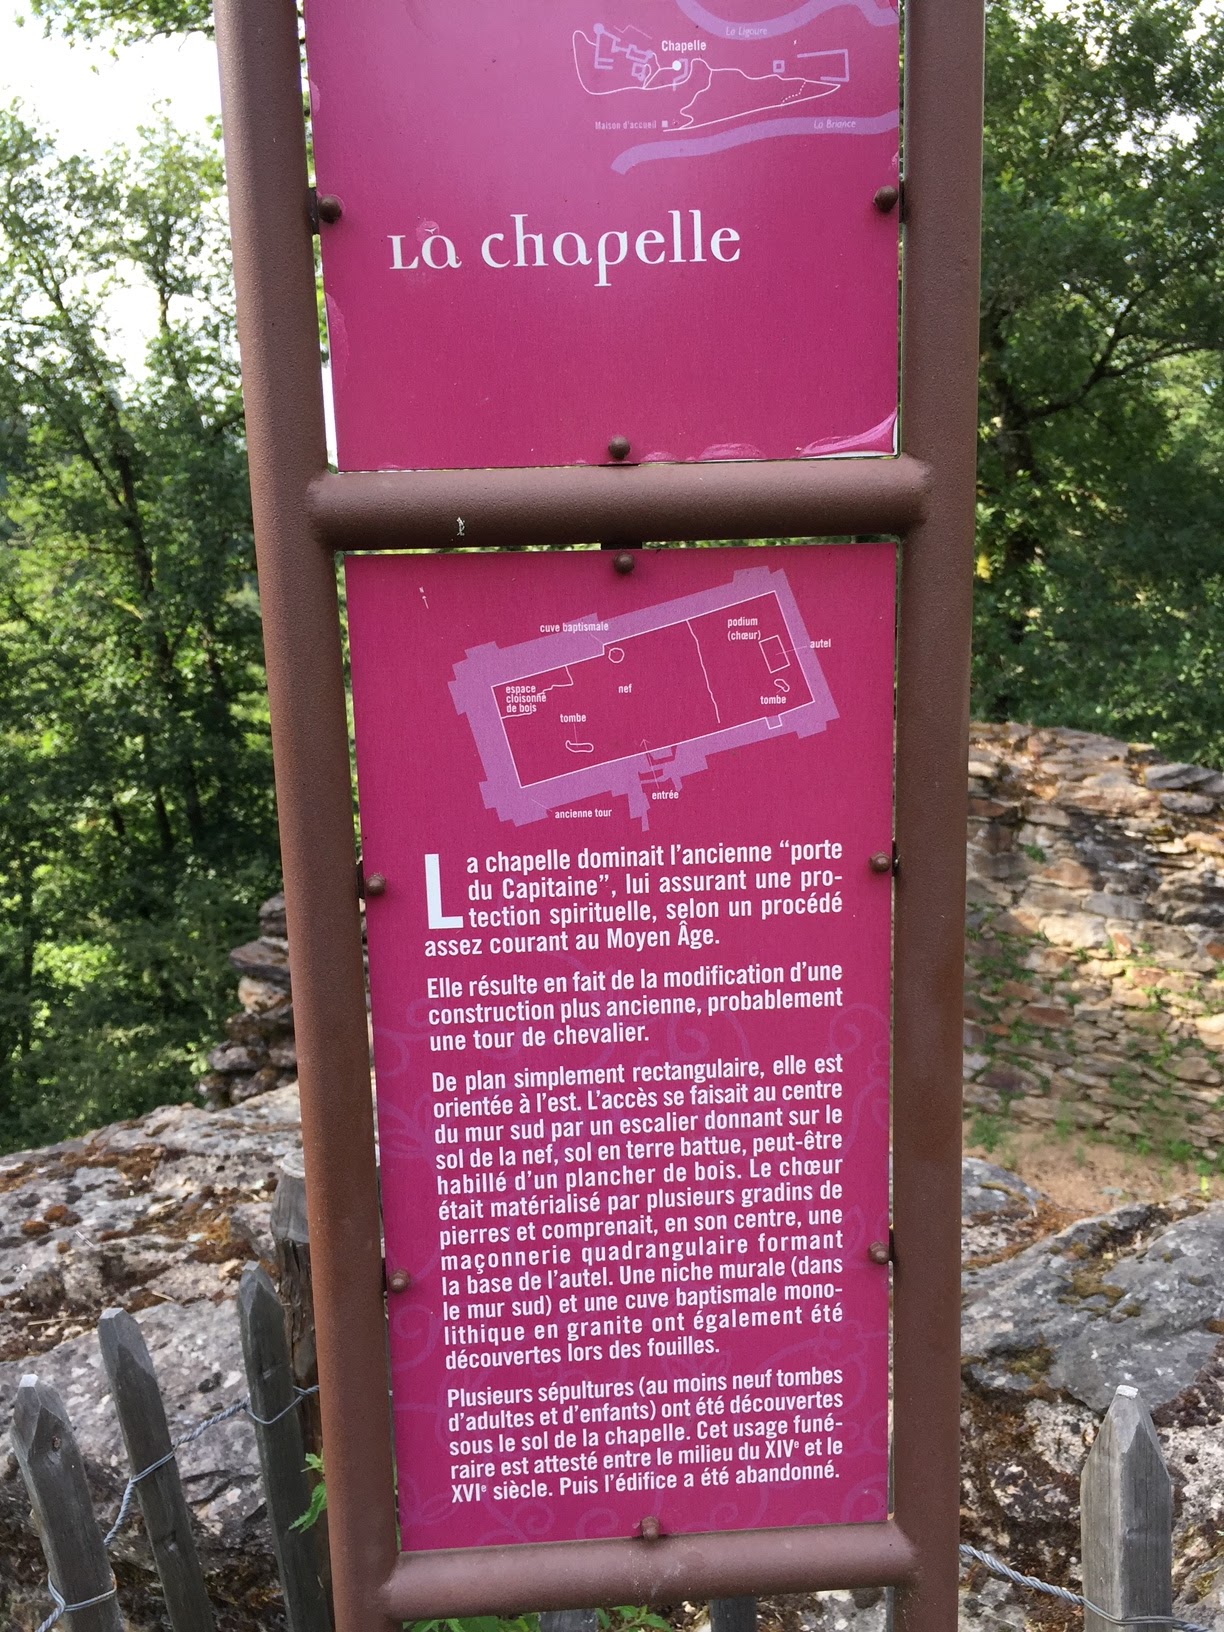 La Ligoure
Chapelle
Maison d'accueil
La Briance
La chapelle
cuve baptismale
podium
(chœur)
autel
espace
cloisonné
de bois
nef
tombe
tombe
entrée
ancienne tour
La chapelle dominait l'ancienne “porte
du Capitaine”, lui assurant une pro-
tection spirituelle, selon un procédé
assez courant au Moyen Âge.
Elle résulte en fait de la modification d'une
construction plus ancienne, probablement
une tour de chevalier.
De plan simplement rectangulaire, elle est
orientée à l'est. L'accès se faisait au centre
du mur sud par un escalier donnant sur le
sol de la nef, sol en terre battue, peut-être
habillé d'un plancher de bois. Le chœur
était matérialisé par plusieurs gradins de
pierres et comprenait, en son centre, une
maçonnerie quadrangulaire formant
la base de l'autel. Une niche murale (dans
le mur sud) et une cuve baptismale mono-
lithique en granite ont également été
découvertes lors des fouilles.
Plusieurs sépultures (au moins neuf tombes
d'adultes et d'enfants) ont été découvertes
sous le sol de la chapelle. Cet usage funé-
raire est attesté entre le milieu du XIVe et le
XVIe siècle. Puis l'édifice a été abandonné.